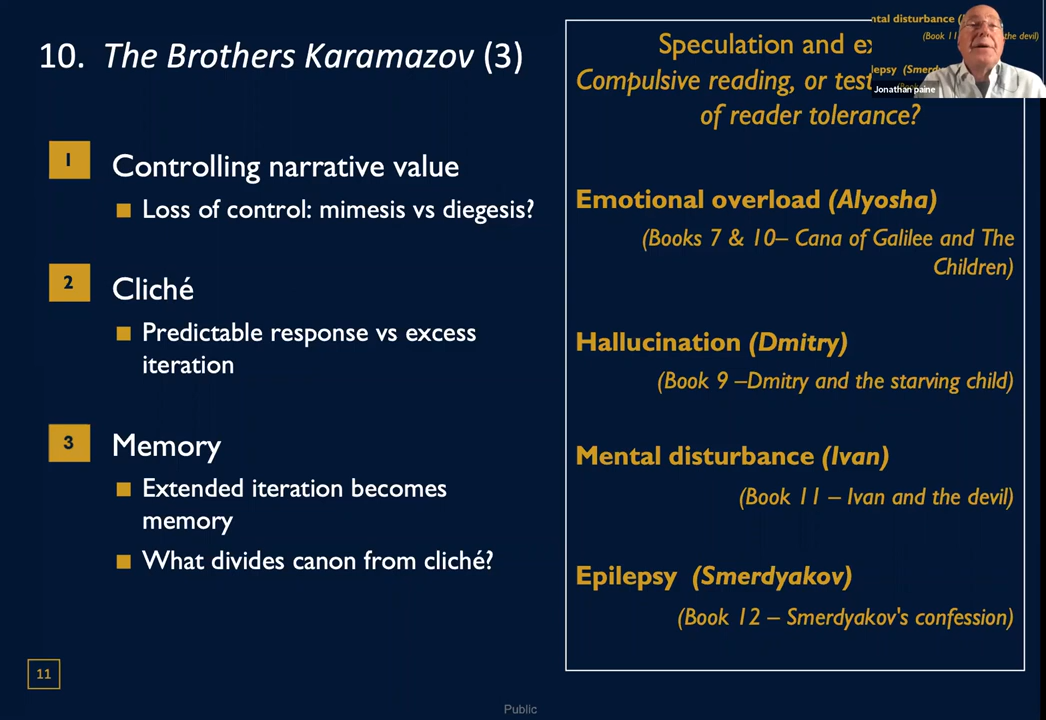 10. The Brothers Karamazov (3)
1
Controlling narrative value
Loss of control: mimesis vs diegesis?
2
Cliché
Predictable response vs excess
iteration
3
Memory
Extended iteration becomes
memory
What divides canon from cliché?
11
Speculation and
Compulsive reading, or
of reader tolerance?
Emotional overload (Alyosha)
(Books 7 & 10– Cana of Galilee and The
Children)
Hallucination (Dmitry)
(Book 9 –Dmitry and the starving child)
Mental disturbance (Ivan)
(Book 11 – Ivan and the devil)
Epilepsy (Smerdyakov)
(Book 12 – Smerdyakov's confession)
disturbance
(Book the devil)
Jonathan paine
Public